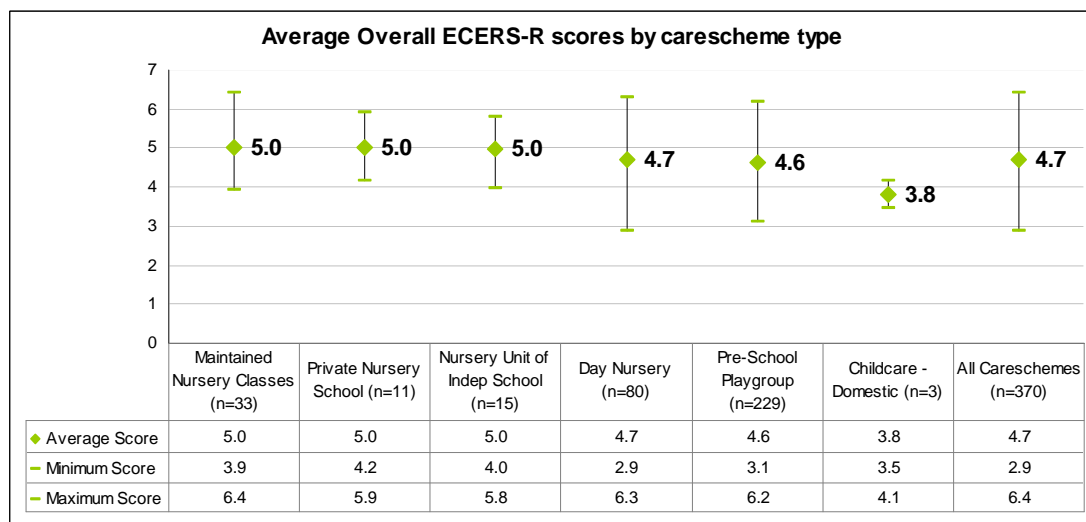 Average Overall ECERS-R scores by carescheme type
7
6
5
4
3
2
1
0
5.0
5.0
5.0
4.7
4.6
3.8
4.7
Maintained Nursery Classes (n=33)
Private Nursery School (n=11)
Nursery Unit of Indep School (n=15)
Day Nursery (n=80)
Pre-School Playgroup (n=229)
Childcare - Domestic (n=3)
All Careschemes (n=370)
Average Score 5.0 5.0 5.0 4.7 4.6 3.8 4.7
Minimum Score 3.9 4.2 4.0 2.9 3.1 3.5 2.9
Maximum Score 6.4 5.9 5.8 6.3 6.2 4.1 6.4